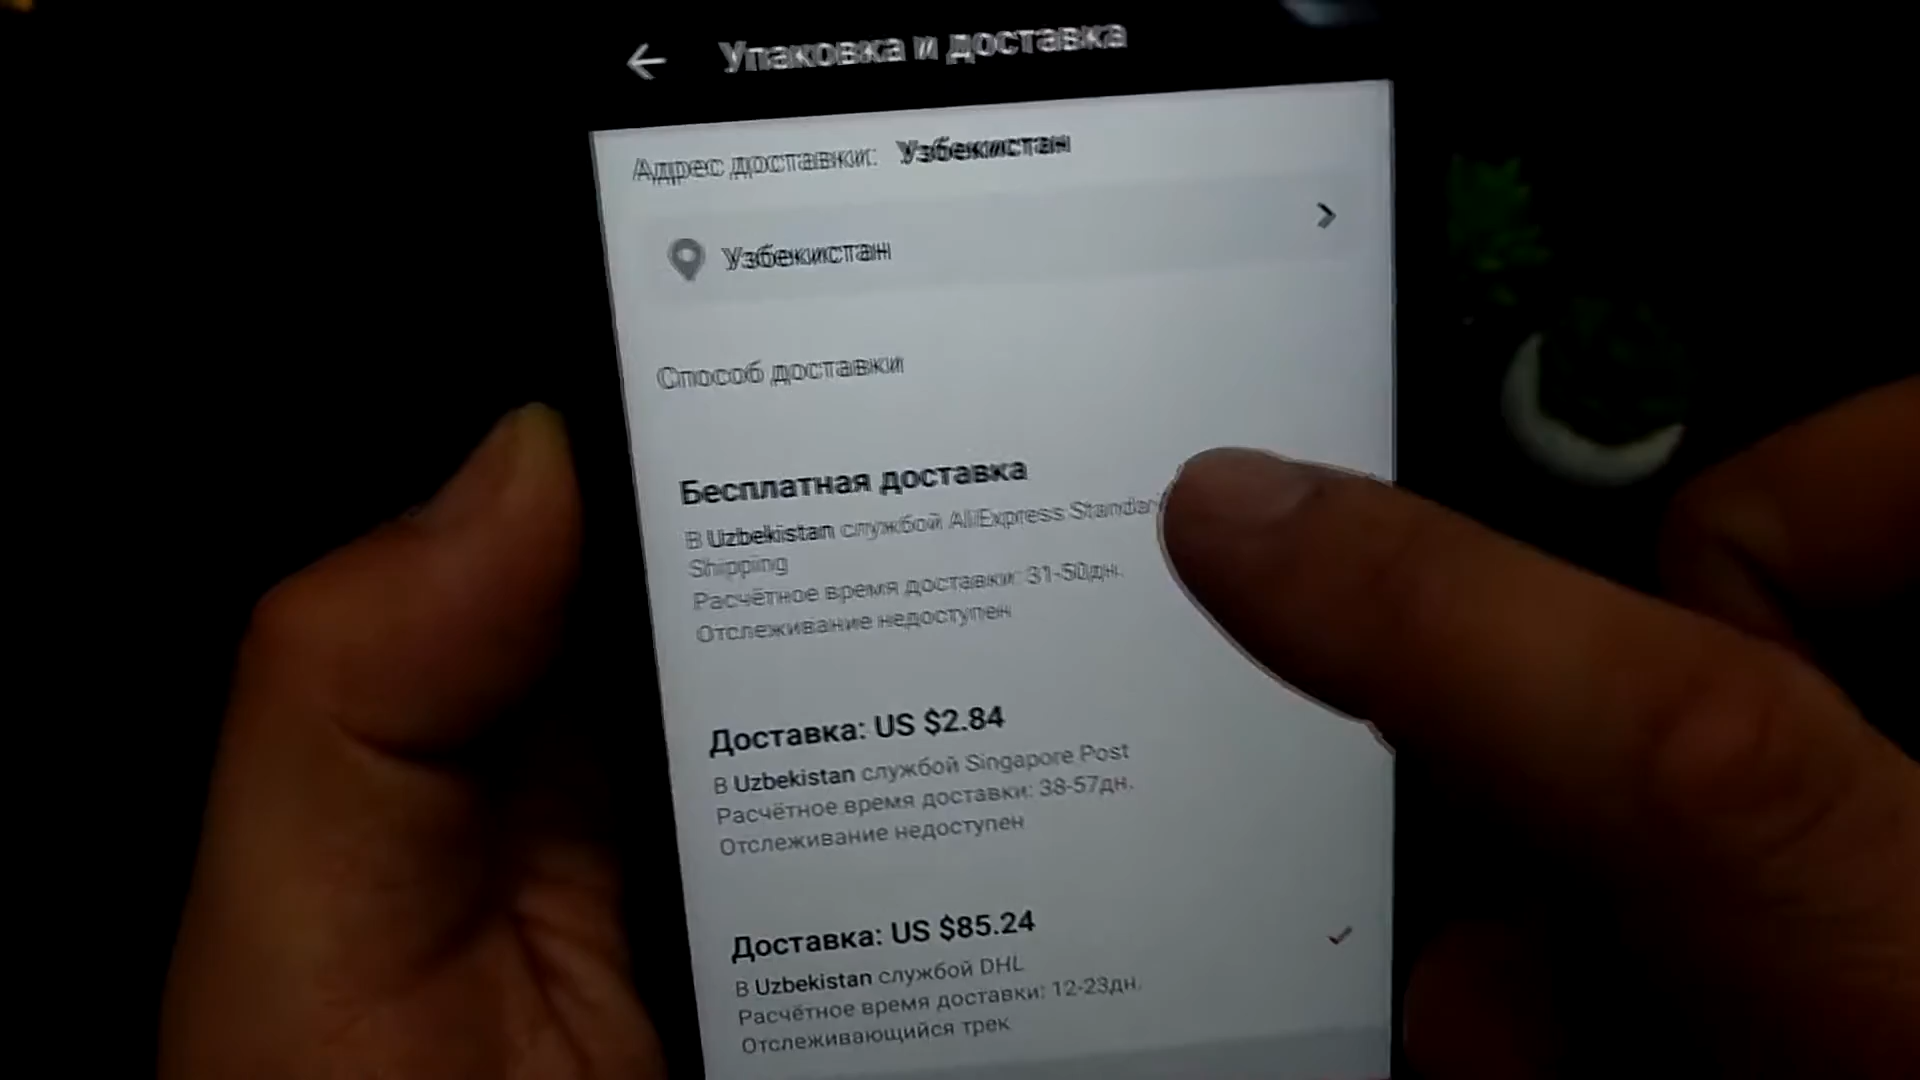 Упаковка и доставка
Адрес доставки: Узбекистан
Узбекистан
Способ доставки
Бесплатная доставка
В Uzbekistan службой AliExpress Standard
Shipping
Расчётное время доставки: 31-50дн.
Отслеживание недоступен
Доставка: US $2.84
В Uzbekistan службой Singapore Post
Расчётное время доставки: 38-57дн.
Отслеживание недоступен
Доставка: US $85.24
В Uzbekistan службой DHL
Расчётное время доставки: 12-23дн.
Отслеживающийся трек